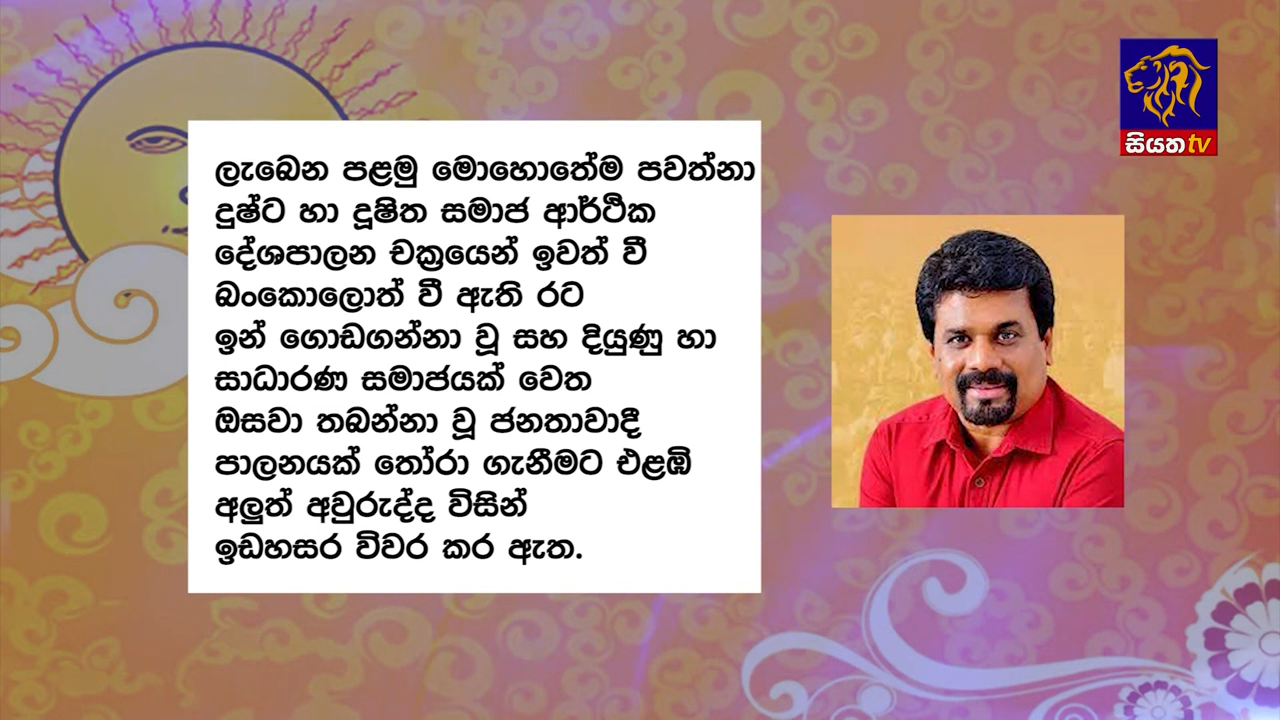 සියත tv
ලැබෙන පළමු මොහොතේම පවත්නා
දුෂ්ට හා දූෂිත සමාජ ආර්ථික
දේශපාලන චක්‍රයෙන් ඉවත් වී
බංකොලොත් වී ඇති රට
ඉන් ගොඩගන්නා වූ සහ දියුණු හා
සාධාරණ සමාජයක් වෙත
ඔසවා තබන්නා වූ ජනතාවාදී
පාලනයක් තෝරා ගැනීමට එළඹි
අලුත් අවුරුද්ද විසින්
ඉඩහසර විවර කර ඇත.